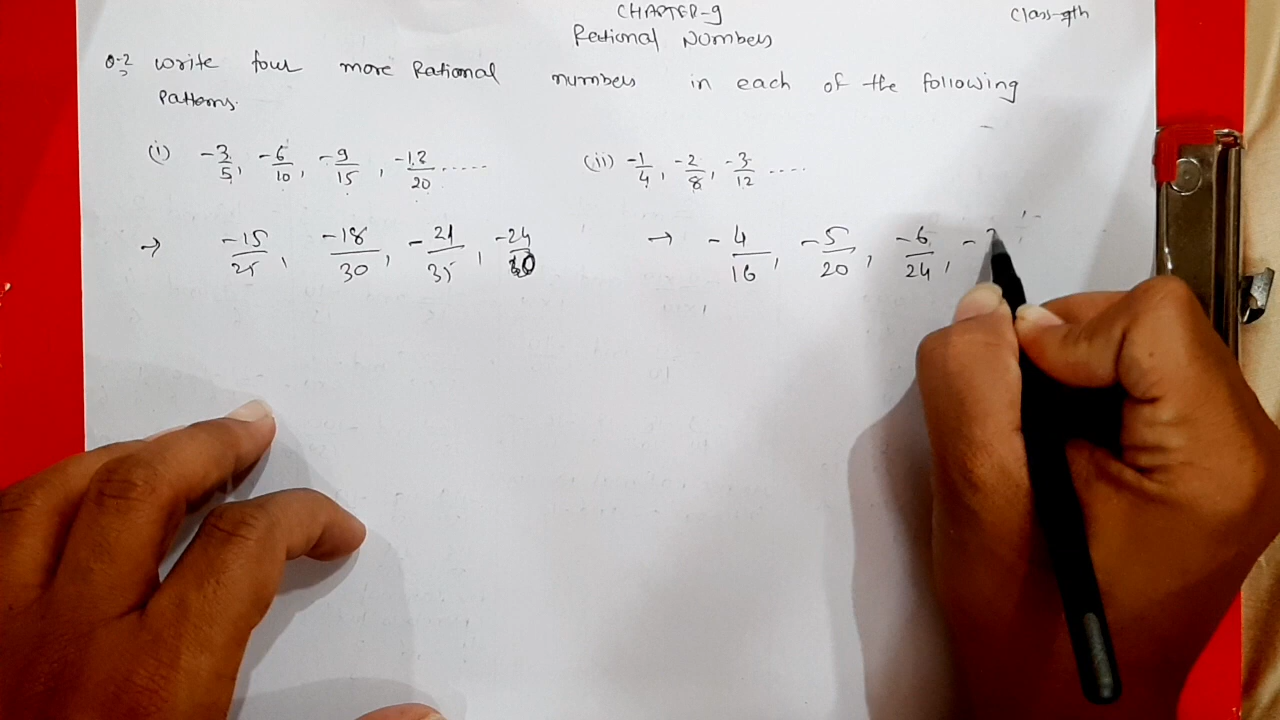 CHAPTER-9
Class-7th
Rational Numbers
Q-2 write four more Rational numbers in each of the following
Patterns.
(i) -3/5, -6/10, -9/15, -12/20 ...... (ii) -1/4, -2/8, -3/12 ....
→ -15/25, -18/30, -21/35, -24/40 → -4/16, -5/20, -6/24, -